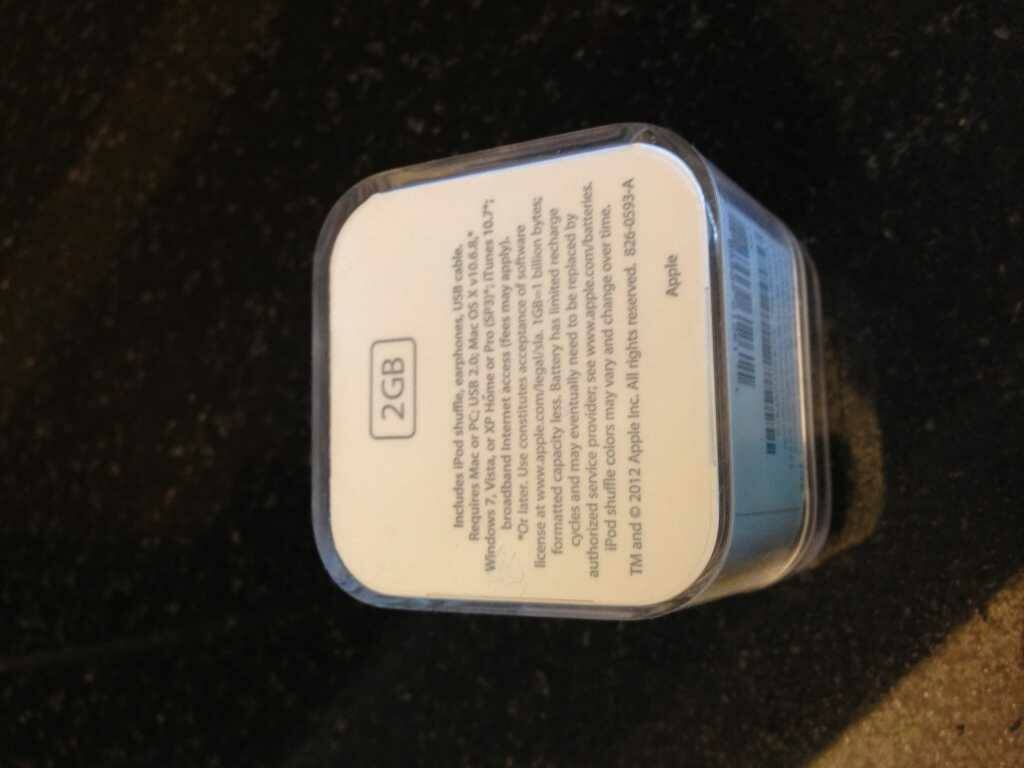 2GB
Includes iPod shuffle, earphones, USB cable.
Requires Mac or PC; USB 2.0; Mac OS X v10.6.8,*
Windows 7, Vista, or XP Home or Pro (SP3)*; iTunes 10.7*;
broadband Internet access (fees may apply).
*Or later. Use constitutes acceptance of software
license at www.apple.com/legal/sla. 1GB=1 billion bytes;
formatted capacity less. Battery has limited recharge
cycles and may eventually need to be replaced by
authorized service provider; see www.apple.com/batteries.
iPod shuffle colors may vary and change over time.
TM and © 2012 Apple Inc. All rights reserved. 826-0593-A
Apple